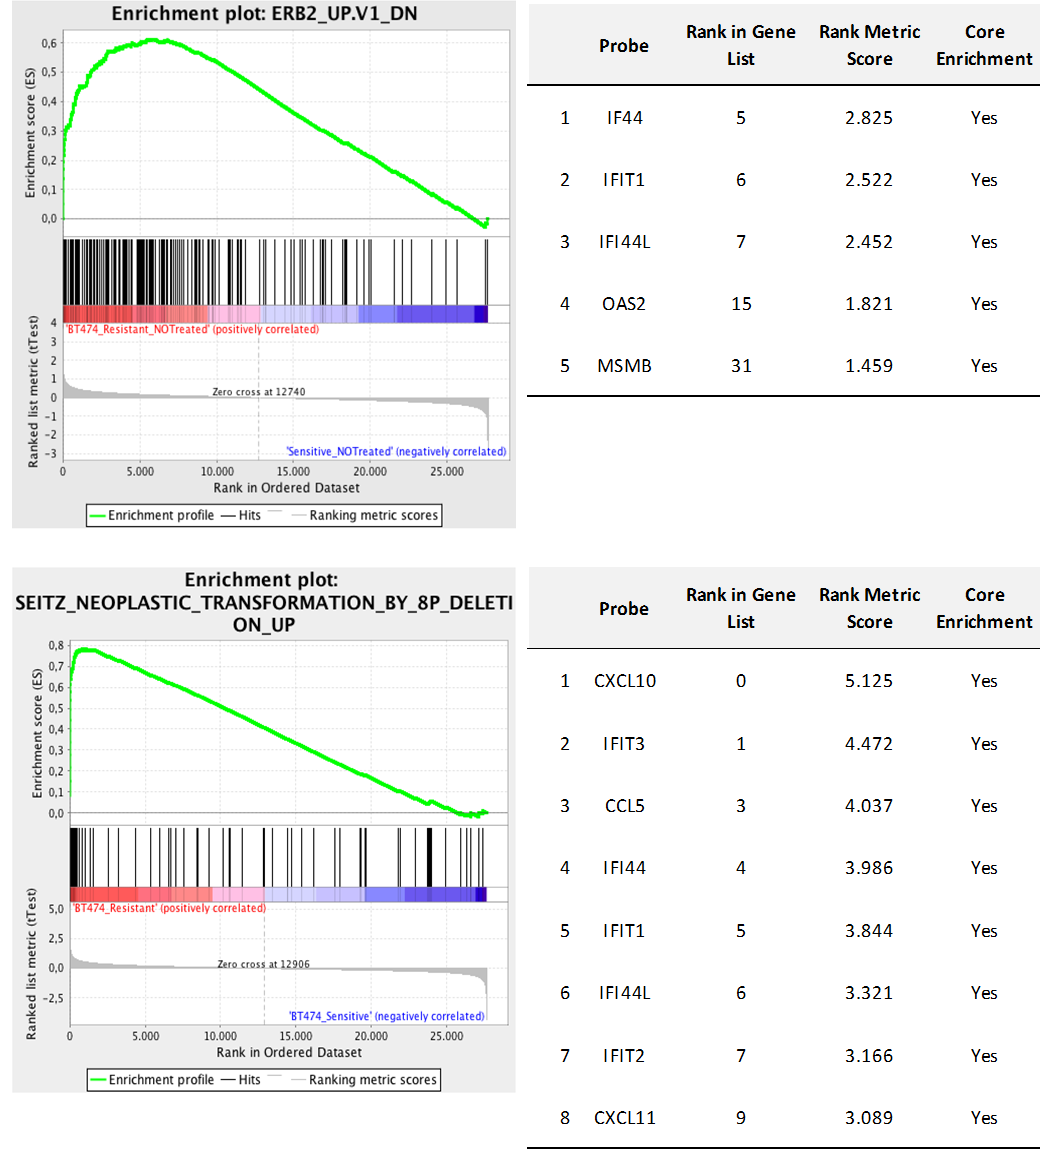 Enrichment plot: ERB2_UP.V1_DN
Enrichment score (ES)
0,6
0,5
0,4
0,3
0,2
0,1
0,0
'BT474_Resistant_NOTreated' (positively correlated)
Ranked list metric (tTest)
4
3
2
1
0
-1
-2
-3
Zero cross at 12740
'Sensitive_NOTreated' (negatively correlated)
0 5.000 10.000 15.000 20.000 25.000
Rank in Ordered Dataset
Enrichment profile Hits Ranking metric scores
Probe Rank in Gene List Rank Metric Score Core Enrichment
1 IF44 5 2.825 Yes
2 IFIT1 6 2.522 Yes
3 IFI44L 7 2.452 Yes
4 OAS2 15 1.821 Yes
5 MSMB 31 1.459 Yes
Enrichment plot:
SEITZ_NEOPLASTIC_TRANSFORMATION_BY_8P_DELETI
ON_UP
Enrichment score (ES)
0,8
0,7
0,6
0,5
0,4
0,3
0,2
0,1
0,0
'BT474_Resistant' (positively correlated)
Ranked list metric (tTest)
5,0
2,5
0,0
-2,5
Zero cross at 12906
'BT474_Sensitive' (negatively correlated)
0 5.000 10.000 15.000 20.000 25.000
Rank in Ordered Dataset
Enrichment profile Hits Ranking metric scores
Probe Rank in Gene List Rank Metric Score Core Enrichment
1 CXCL10 0 5.125 Yes
2 IFIT3 1 4.472 Yes
3 CCL5 3 4.037 Yes
4 IFI44 4 3.986 Yes
5 IFIT1 5 3.844 Yes
6 IFI44L 6 3.321 Yes
7 IFIT2 7 3.166 Yes
8 CXCL11 9 3.089 Yes